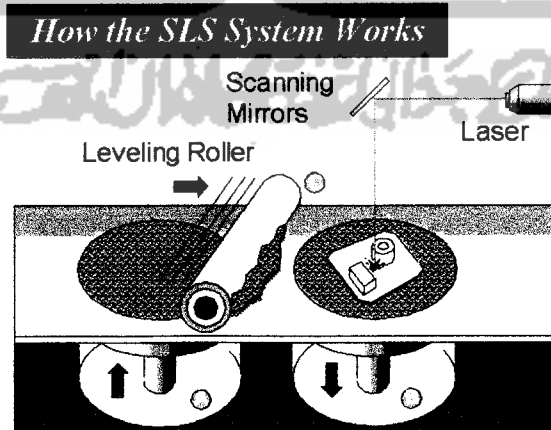 How the SLS System Works
Scanning
Mirrors
Laser
Leveling Roller